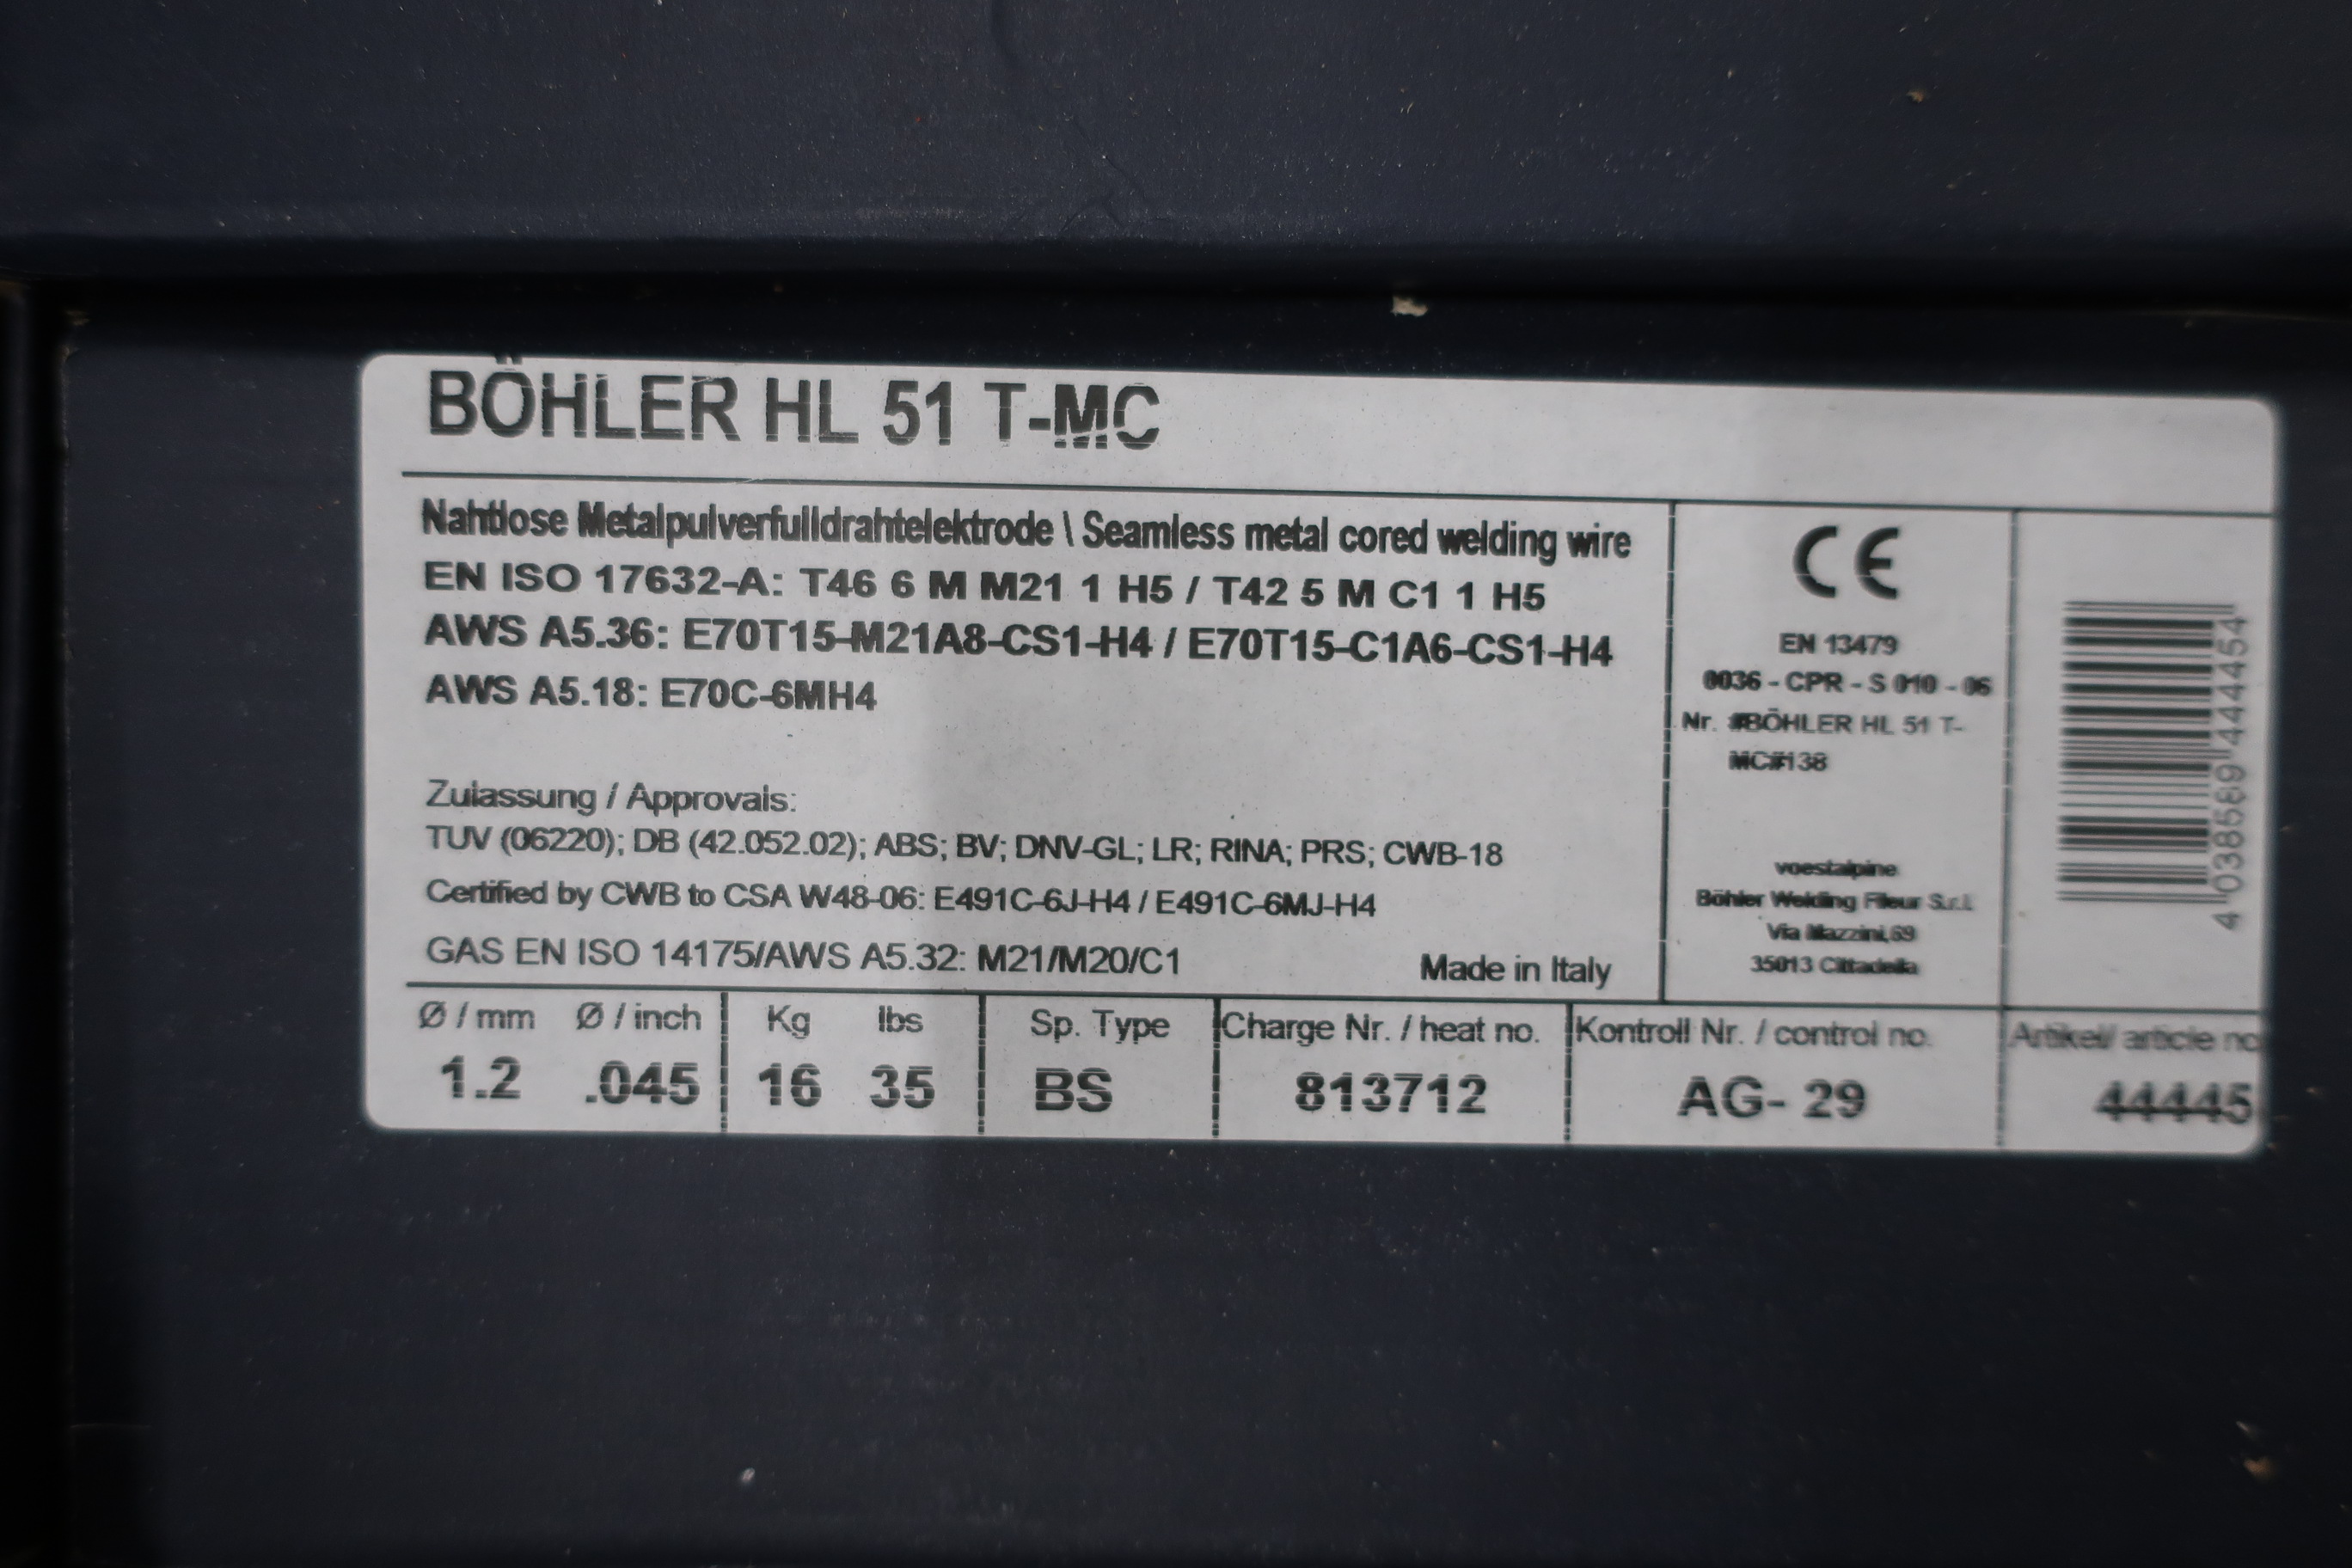 BÖHLER HL 51 T-MC
Nahtlose Metalpulverfulldrahtelektrode \ Seamless metal cored welding wire
EN ISO 17632-A: T46 6 M M21 1 H5 / T42 5 M C1 1 H5
AWS A5.36: E70T15-M21A8-CS1-H4 / E70T15-C1A6-CS1-H4
AWS A5.18: E70C-6MH4
Zulassung / Approvals:
TUV (06220); DB (42.052.02); ABS; BV; DNV-GL; LR; RINA; PRS; CWB-18
Certified by CWB to CSA W48-06: E491C-6J-H4 / E491C-6MJ-H4
GAS EN ISO 14175/AWS A5.32: M21/M20/C1
Made in Italy
CE
EN 13479
0036 - CPR - S 010 - 06
Nr. #BÖHLER HL 51 T-
MC#138
voestalpine
Böhler Welding Fileur S.r.l.
Via Mazzini,69
35013 Cittadella
4 038589 444454
Ø / mm Ø / inch Kg lbs Sp. Type Charge Nr. / heat no. Kontroll Nr. / control no. Artikel/ article no
1.2 .045 16 35 BS 813712 AG- 29 44445